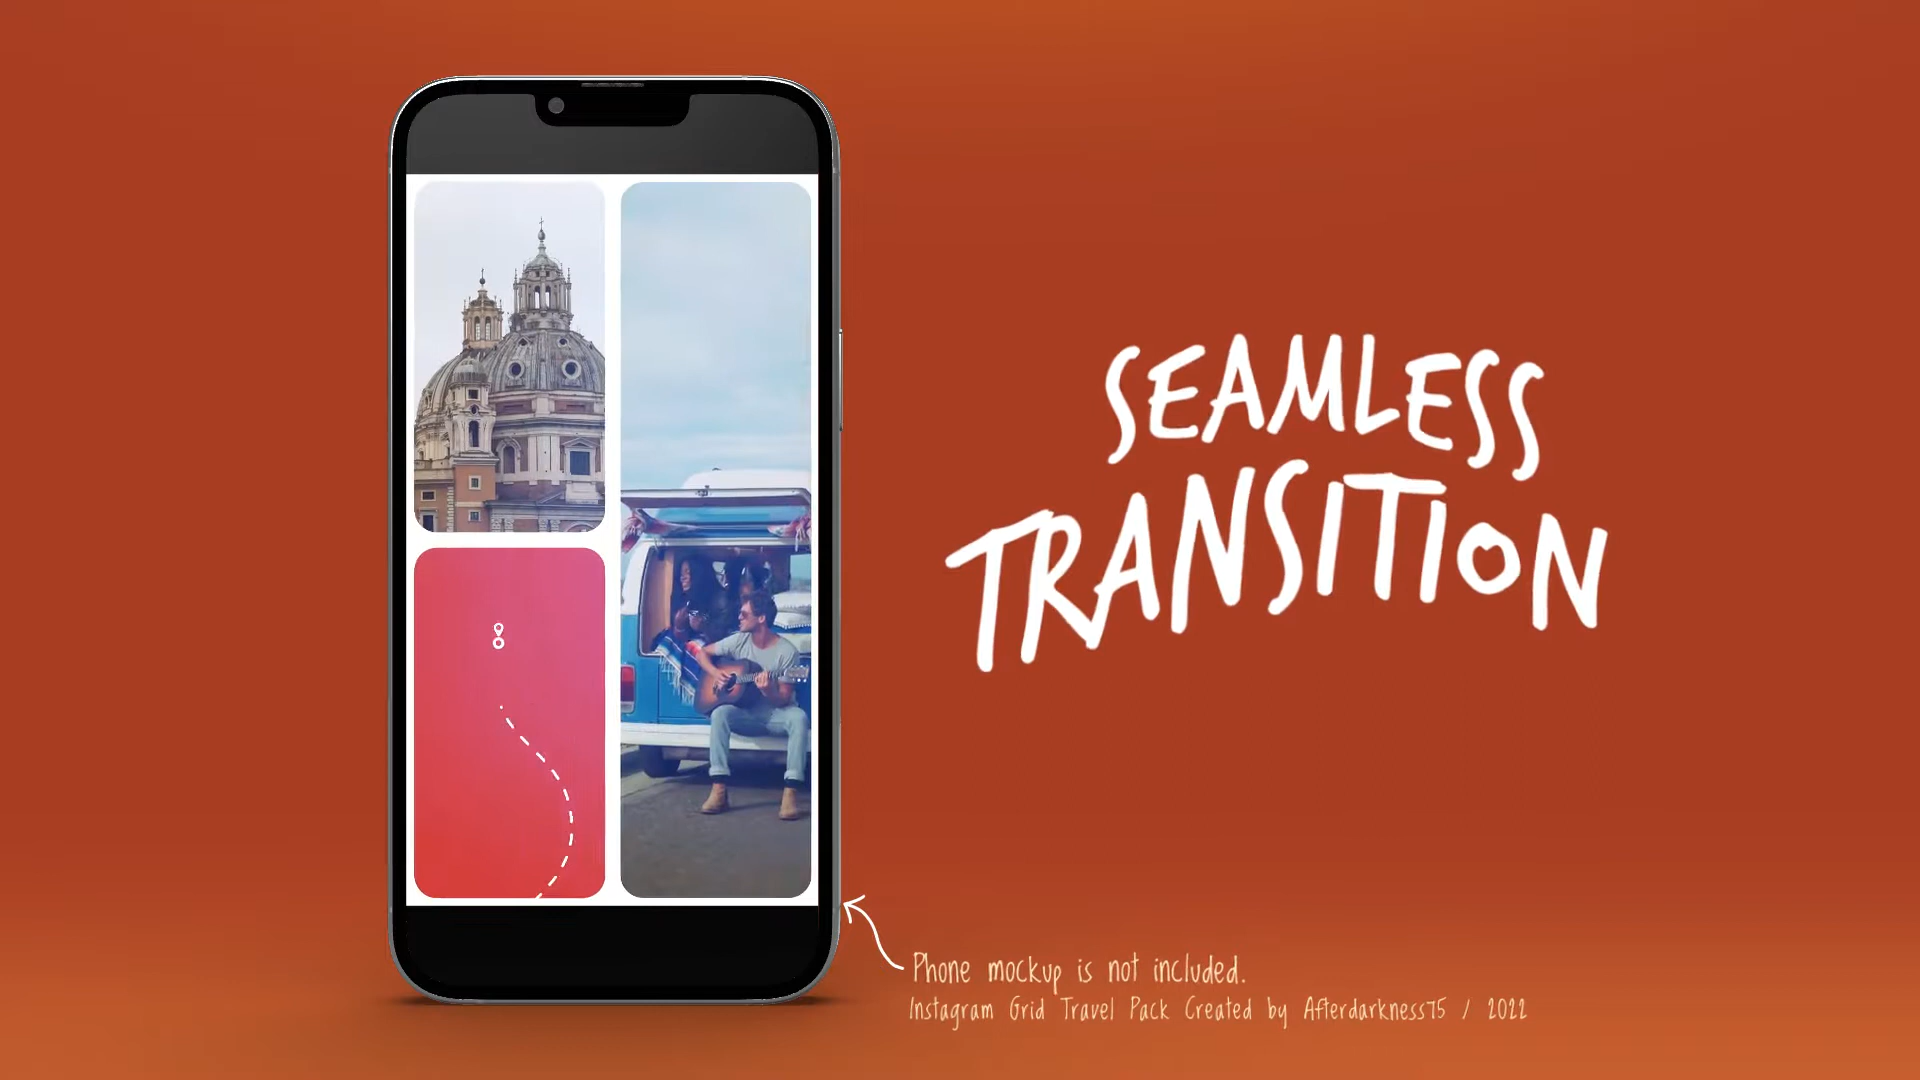 SEAMLESS
TRANSITION
Phone mockup is not included.
Instagram Grid Travel Pack Created by Afterdarkness75 / 2022